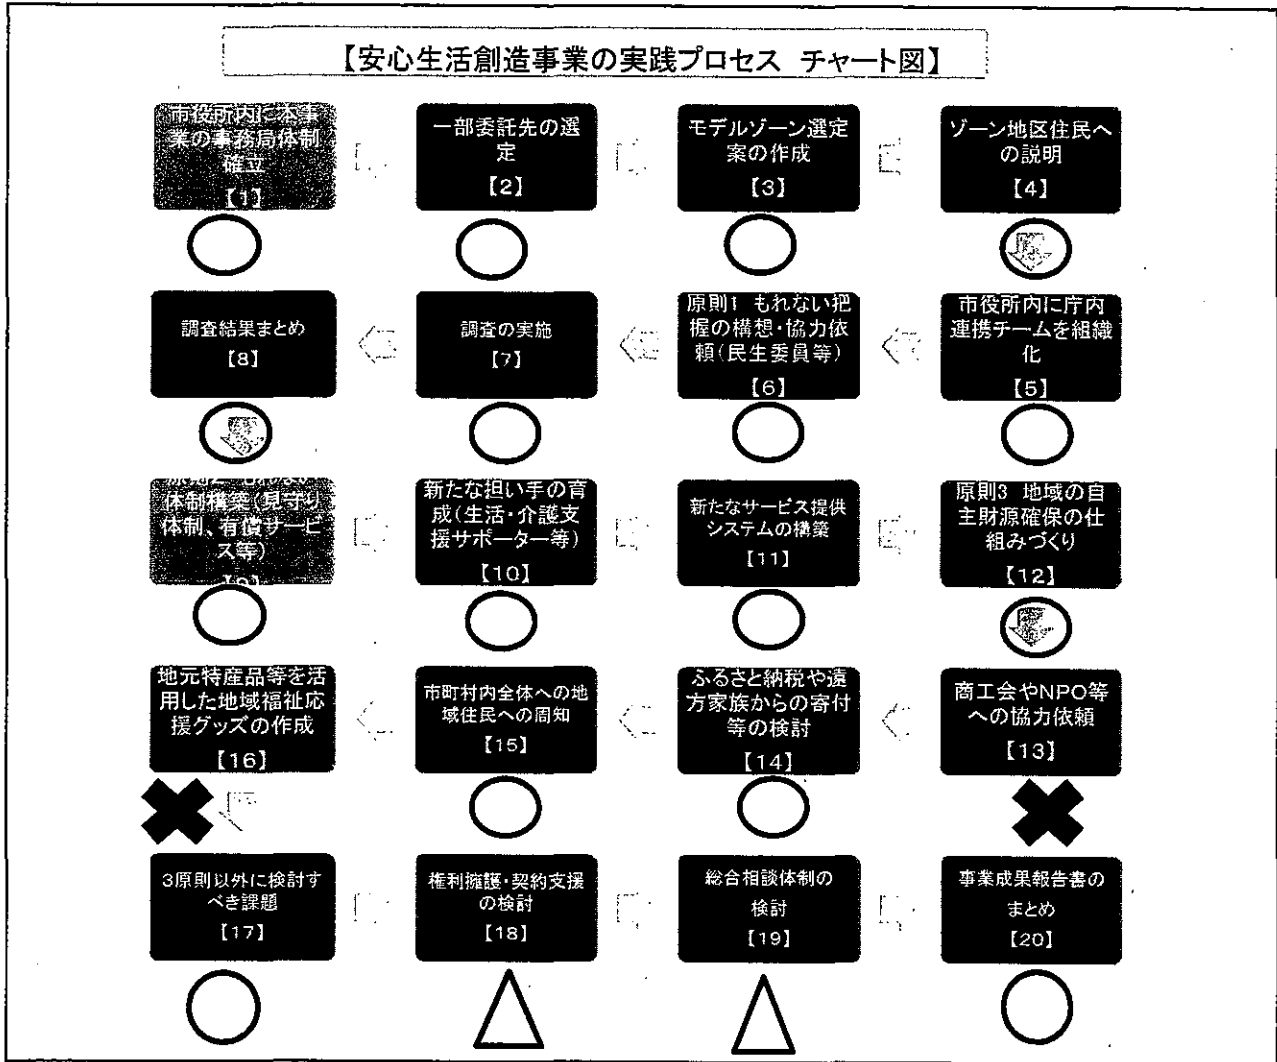 【安心生活創造事業の実践プロセス チャート図】
市役所内に本事
業の事務局体制
確立
【1】
一部委託先の選
定
【2】
モデルゾーン選定
案の作成
【3】
ゾーン地区住民へ
の説明
【4】
市役所内に庁内
連携チームを組織
化
【5】
原則1 もれない把
握の構想・協力依
頼(民生委員等)
【6】
調査の実施
【7】
調査結果まとめ
【8】
体制構築(見守り
体制、有償サービ
ス等)
【9】
新たな担い手の育
成(生活・介護支
援サポーター等)
【10】
新たなサービス提供
システムの構築
【11】
原則3 地域の自
主財源確保の仕
組みづくり
【12】
商工会やNPO等
への協力依頼
【13】
ふるさと納税や遠
方家族からの寄付
等の検討
【14】
市町村内全体への地
域住民への周知
【15】
地元特産品等を活
用した地域福祉応
援グッズの作成
【16】
3原則以外に検討す
べき課題
【17】
権利擁護・契約支援
の検討
【18】
総合相談体制の
検討
【19】
事業成果報告書の
まとめ
【20】